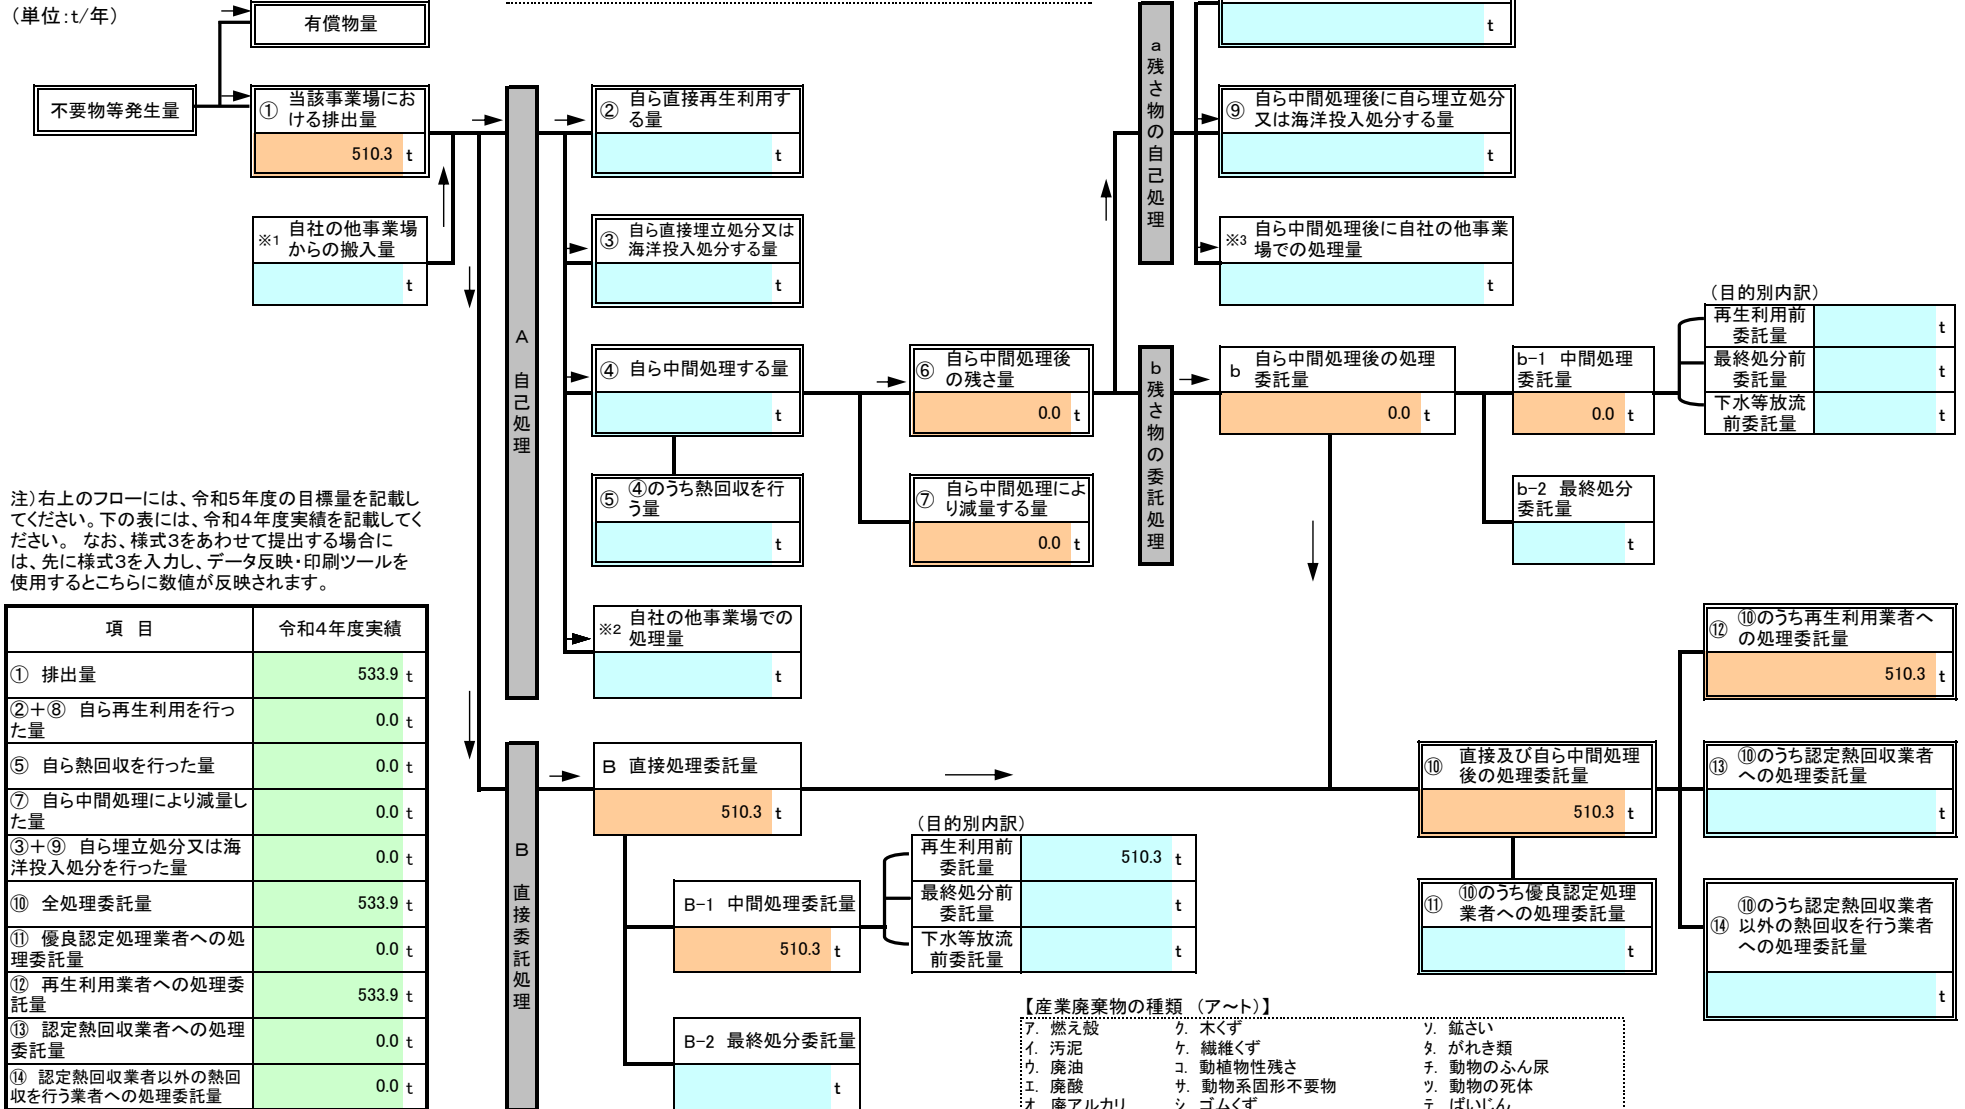 （単位：t/年）
有償物量
不要物等発生量
① 当該事業場にお
ける排出量
510.3 t
※1 自社の他事業場
からの搬入量
t
A 自己処理
② 自ら直接再生利用す
る量
t
③ 自ら直接埋立処分又は
海洋投入処分する量
t
④ 自ら中間処理する量
t
⑤ ④のうち熱回収を行
う量
t
※2 自社の他事業場での
処理量
t
⑥ 自ら中間処理後
の残さ量
0.0 t
⑦ 自ら中間処理によ
り減量する量
0.0 t
a 残さ物の自己処理
t
⑨ 自ら中間処理後に自ら埋立処分
又は海洋投入処分する量
t
※3 自ら中間処理後に自社の他事業
場での処理量
t
b 残さ物の委託処理
b 自ら中間処理後の処理
委託量
0.0 t
b-1 中間処理
委託量
0.0 t
（目的別内訳）
再生利用前
委託量
t
最終処分前
委託量
t
下水等放流
前委託量
t
b-2 最終処分
委託量
t
注）右上のフローには、令和5年度の目標量を記載し
てください。下の表には、令和4年度実績を記載してく
ださい。 なお、様式3をあわせて提出する場合に
は、先に様式3を入力し、データ反映・印刷ツールを
使用するとこちらに数値が反映されます。
項 目 令和4年度実績
① 排出量 533.9 t
②＋⑧ 自ら再生利用を行っ
た量 0.0 t
⑤ 自ら熱回収を行った量 0.0 t
⑦ 自ら中間処理により減量し
た量 0.0 t
③＋⑨ 自ら埋立処分又は海
洋投入処分を行った量 0.0 t
⑩ 全処理委託量 533.9 t
⑪ 優良認定処理業者への処
理委託量 0.0 t
⑫ 再生利用業者への処理委
託量 533.9 t
⑬ 認定熱回収業者への処理
委託量 0.0 t
⑭ 認定熱回収業者以外の熱回
収を行う業者への処理委託量 0.0 t
B 直接委託処理
B 直接処理委託量
510.3 t
B-1 中間処理委託量
510.3 t
（目的別内訳）
再生利用前
委託量
510.3 t
最終処分前
委託量
t
下水等放流
前委託量
t
B-2 最終処分委託量
t
⑩ 直接及び自ら中間処理
後の処理委託量
510.3 t
⑪ ⑩のうち優良認定処理
業者への処理委託量
t
⑫ ⑩のうち再生利用業者へ
の処理委託量
510.3 t
⑬ ⑩のうち認定熱回収業者
への処理委託量
t
⑭ ⑩のうち認定熱回収業者
以外の熱回収を行う業者
への処理委託量
t
【産業廃棄物の種類 （ア～ト）】
ア. 燃え殻 ク. 木くず ソ. 鉱さい
イ. 汚泥 ケ. 繊維くず タ. がれき類
ウ. 廃油 コ. 動植物性残さ チ. 動物のふん尿
エ. 廃酸 サ. 動物系固形不要物 ツ. 動物の死体
オ. 廃アルカリ シ. ゴムくず テ. ばいじん